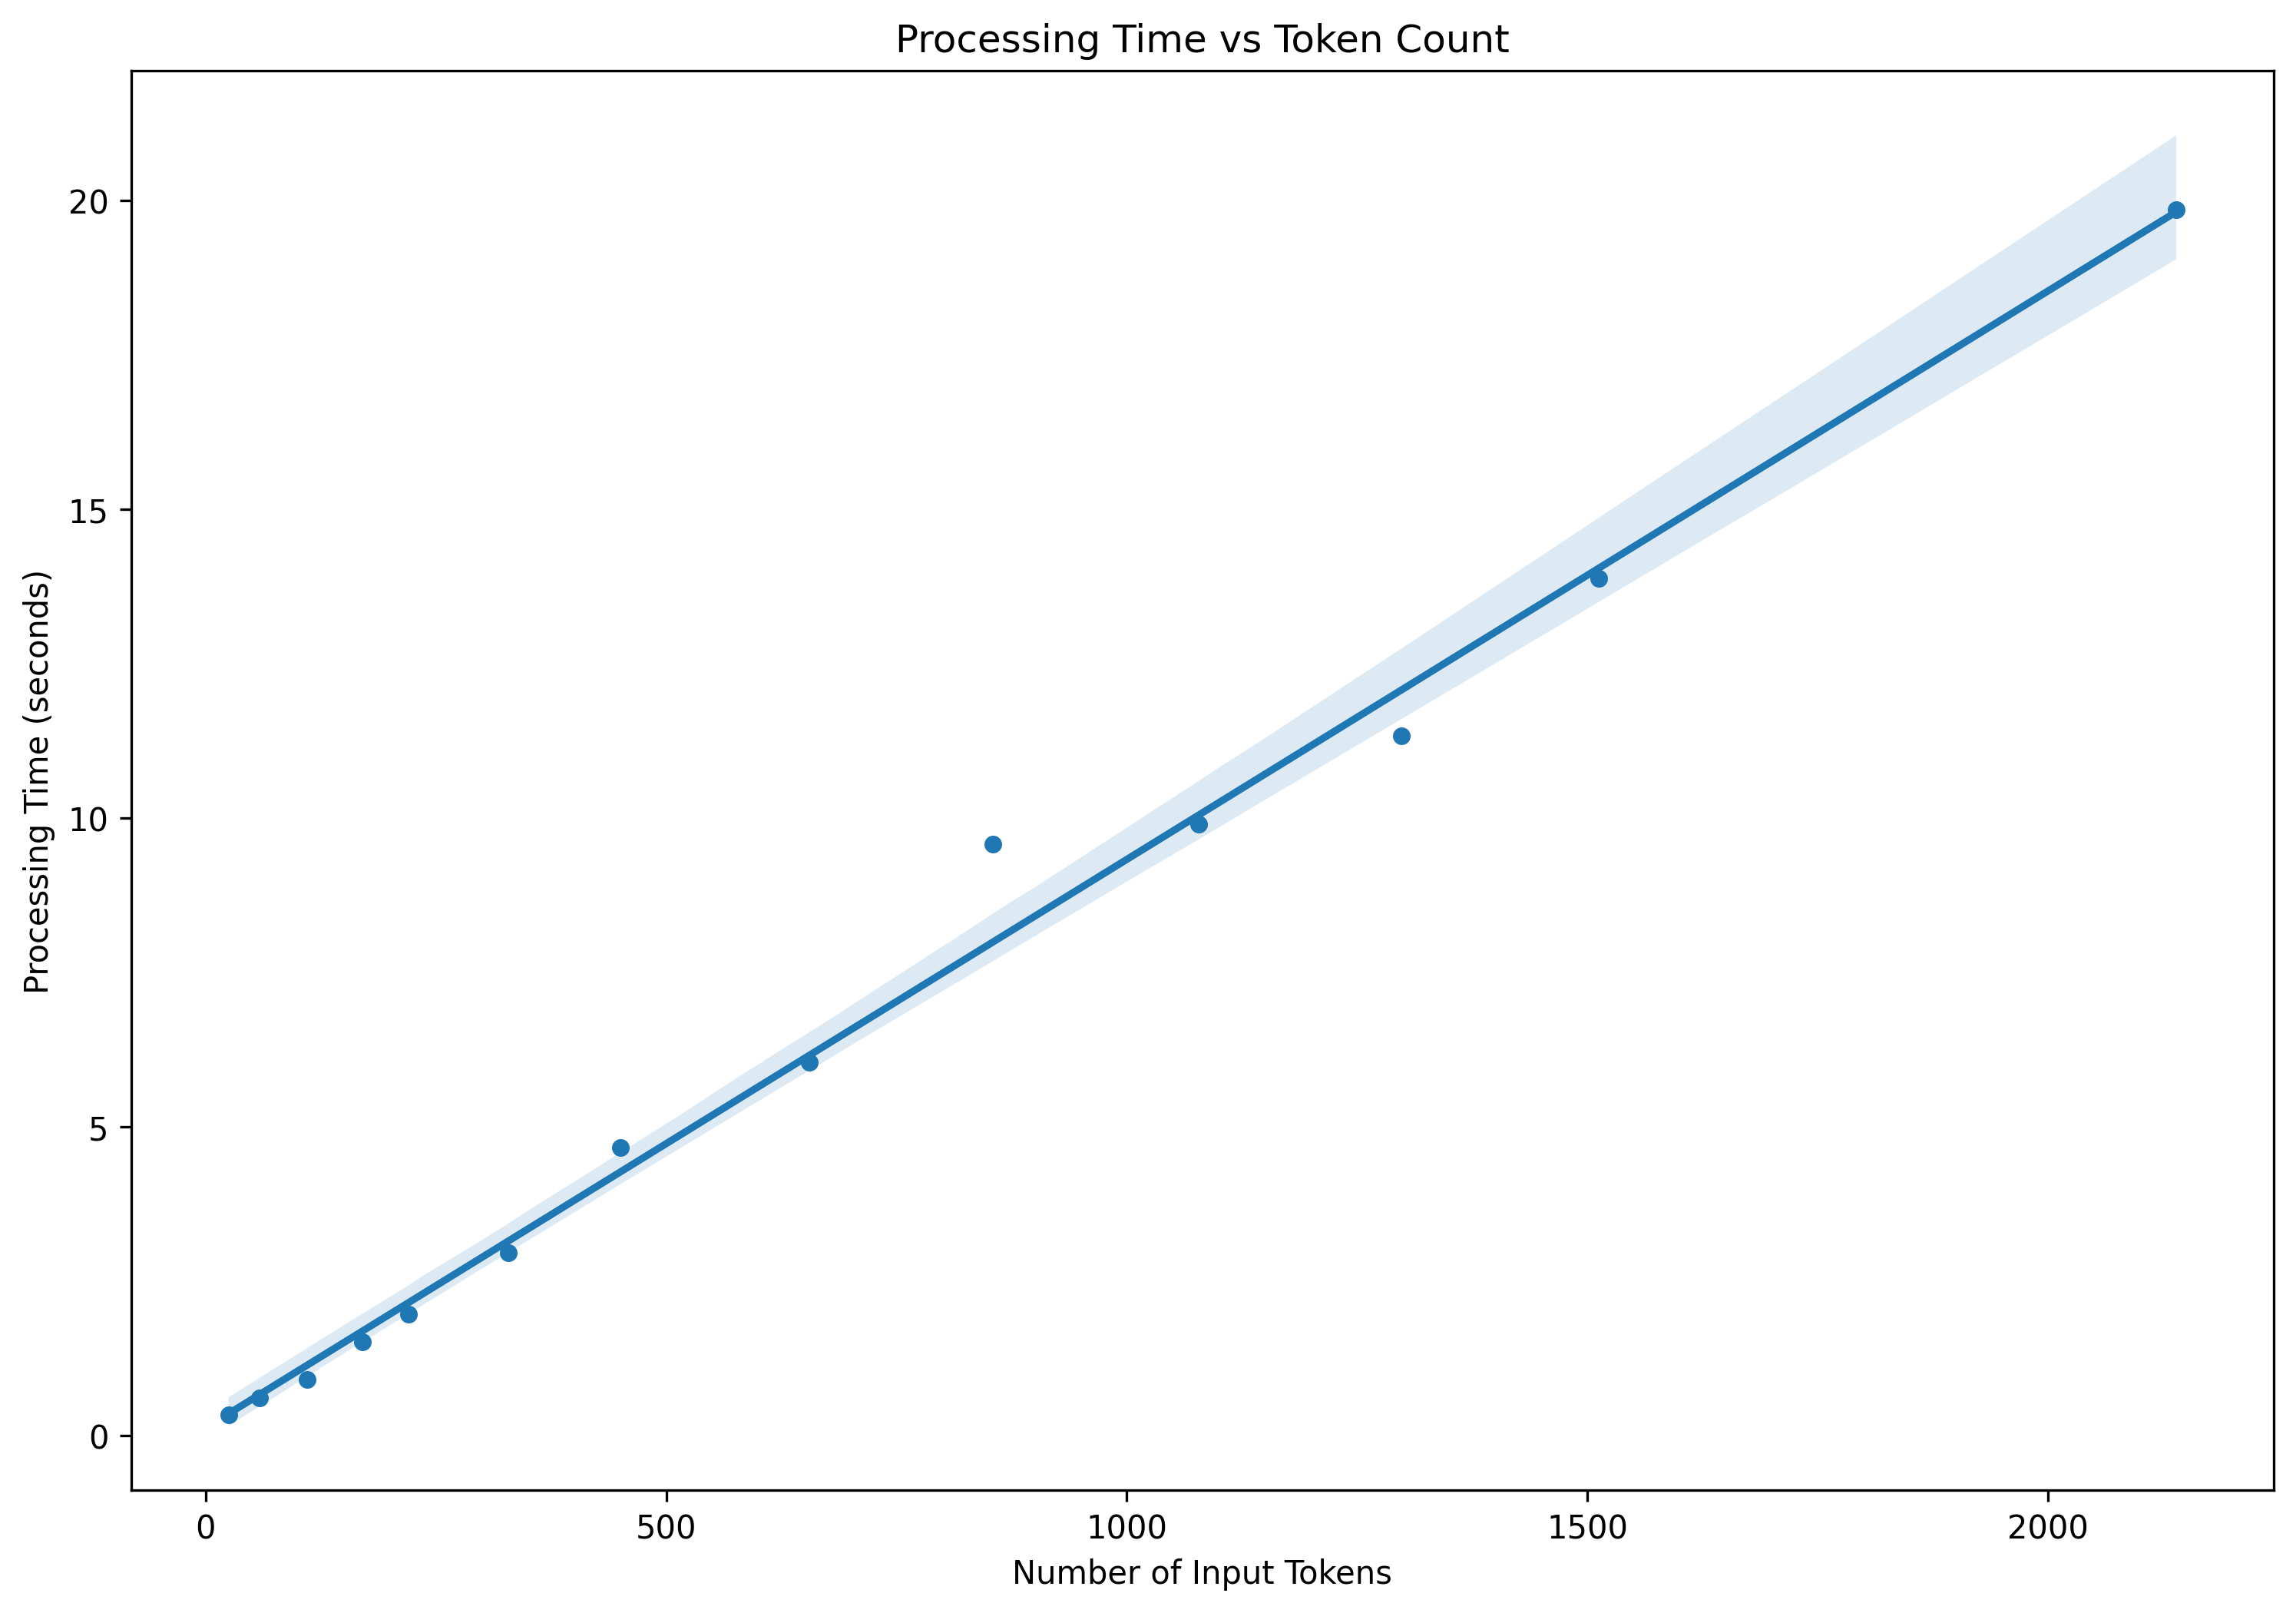 Processing Time vs Token Count
Processing Time (seconds)
20
15
10
5
0
0 500 1000 1500 2000
Number of Input Tokens